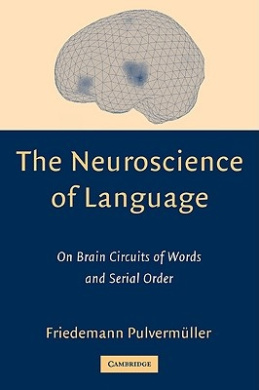 The Neuroscience
of Language
On Brain Circuits of Words
and Serial Order
Friedemann Pulvermüller
CAMBRIDGE